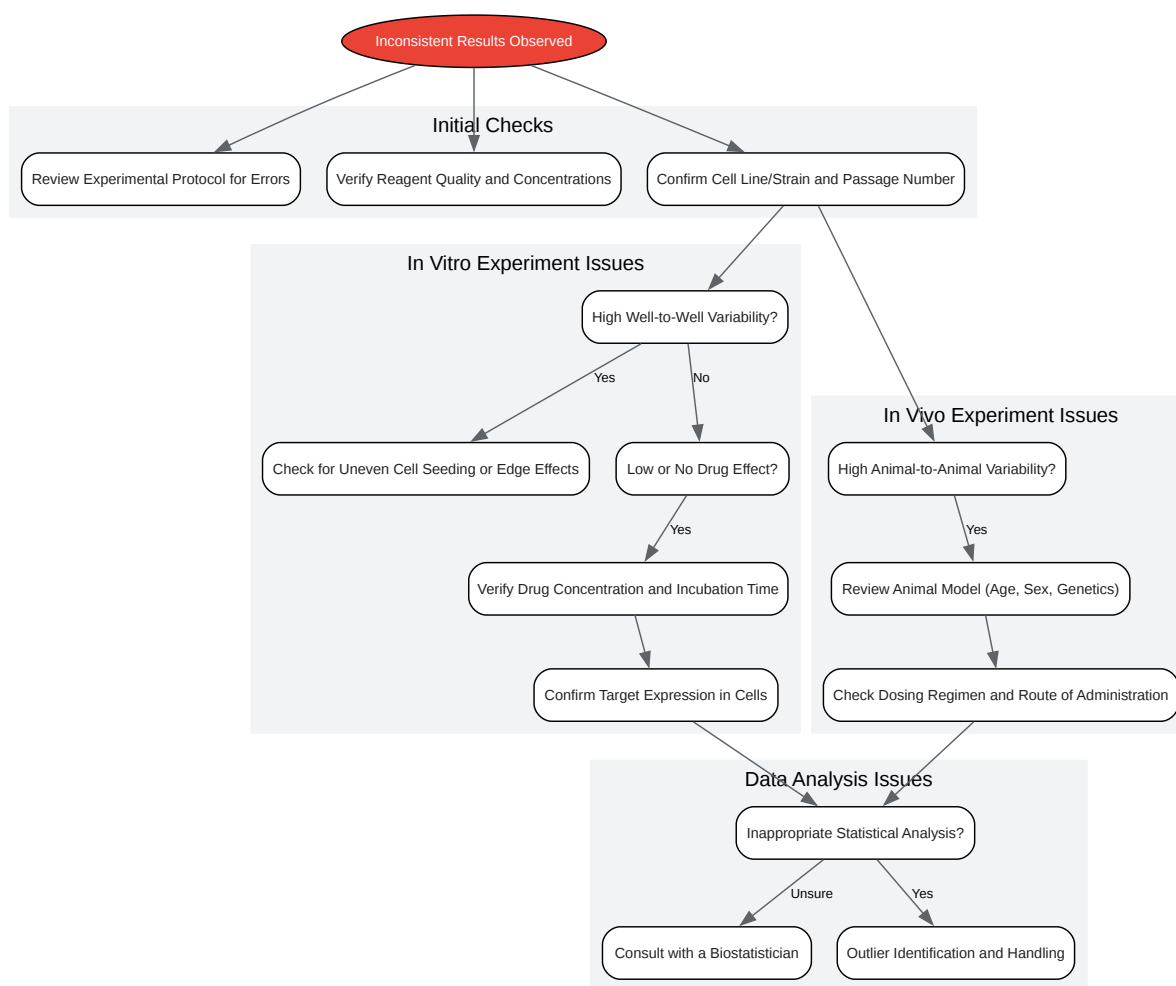 Inconsistent Results Observed
Initial Checks
Review Experimental Protocol for Errors
Verify Reagent Quality and Concentrations
Confirm Cell Line/Strain and Passage Number
In Vitro Experiment Issues
High Well-to-Well Variability?
Yes
No
In Vivo Experiment Issues
Check for Uneven Cell Seeding or Edge Effects
Low or No Drug Effect?
High Animal-to-Animal Variability?
Yes
Yes
Verify Drug Concentration and Incubation Time
Review Animal Model (Age, Sex, Genetics)
Confirm Target Expression in Cells
Check Dosing Regimen and Route of Administration
Data Analysis Issues
Inappropriate Statistical Analysis?
Unsure
Yes
Consult with a Biostatistician
Outlier Identification and Handling